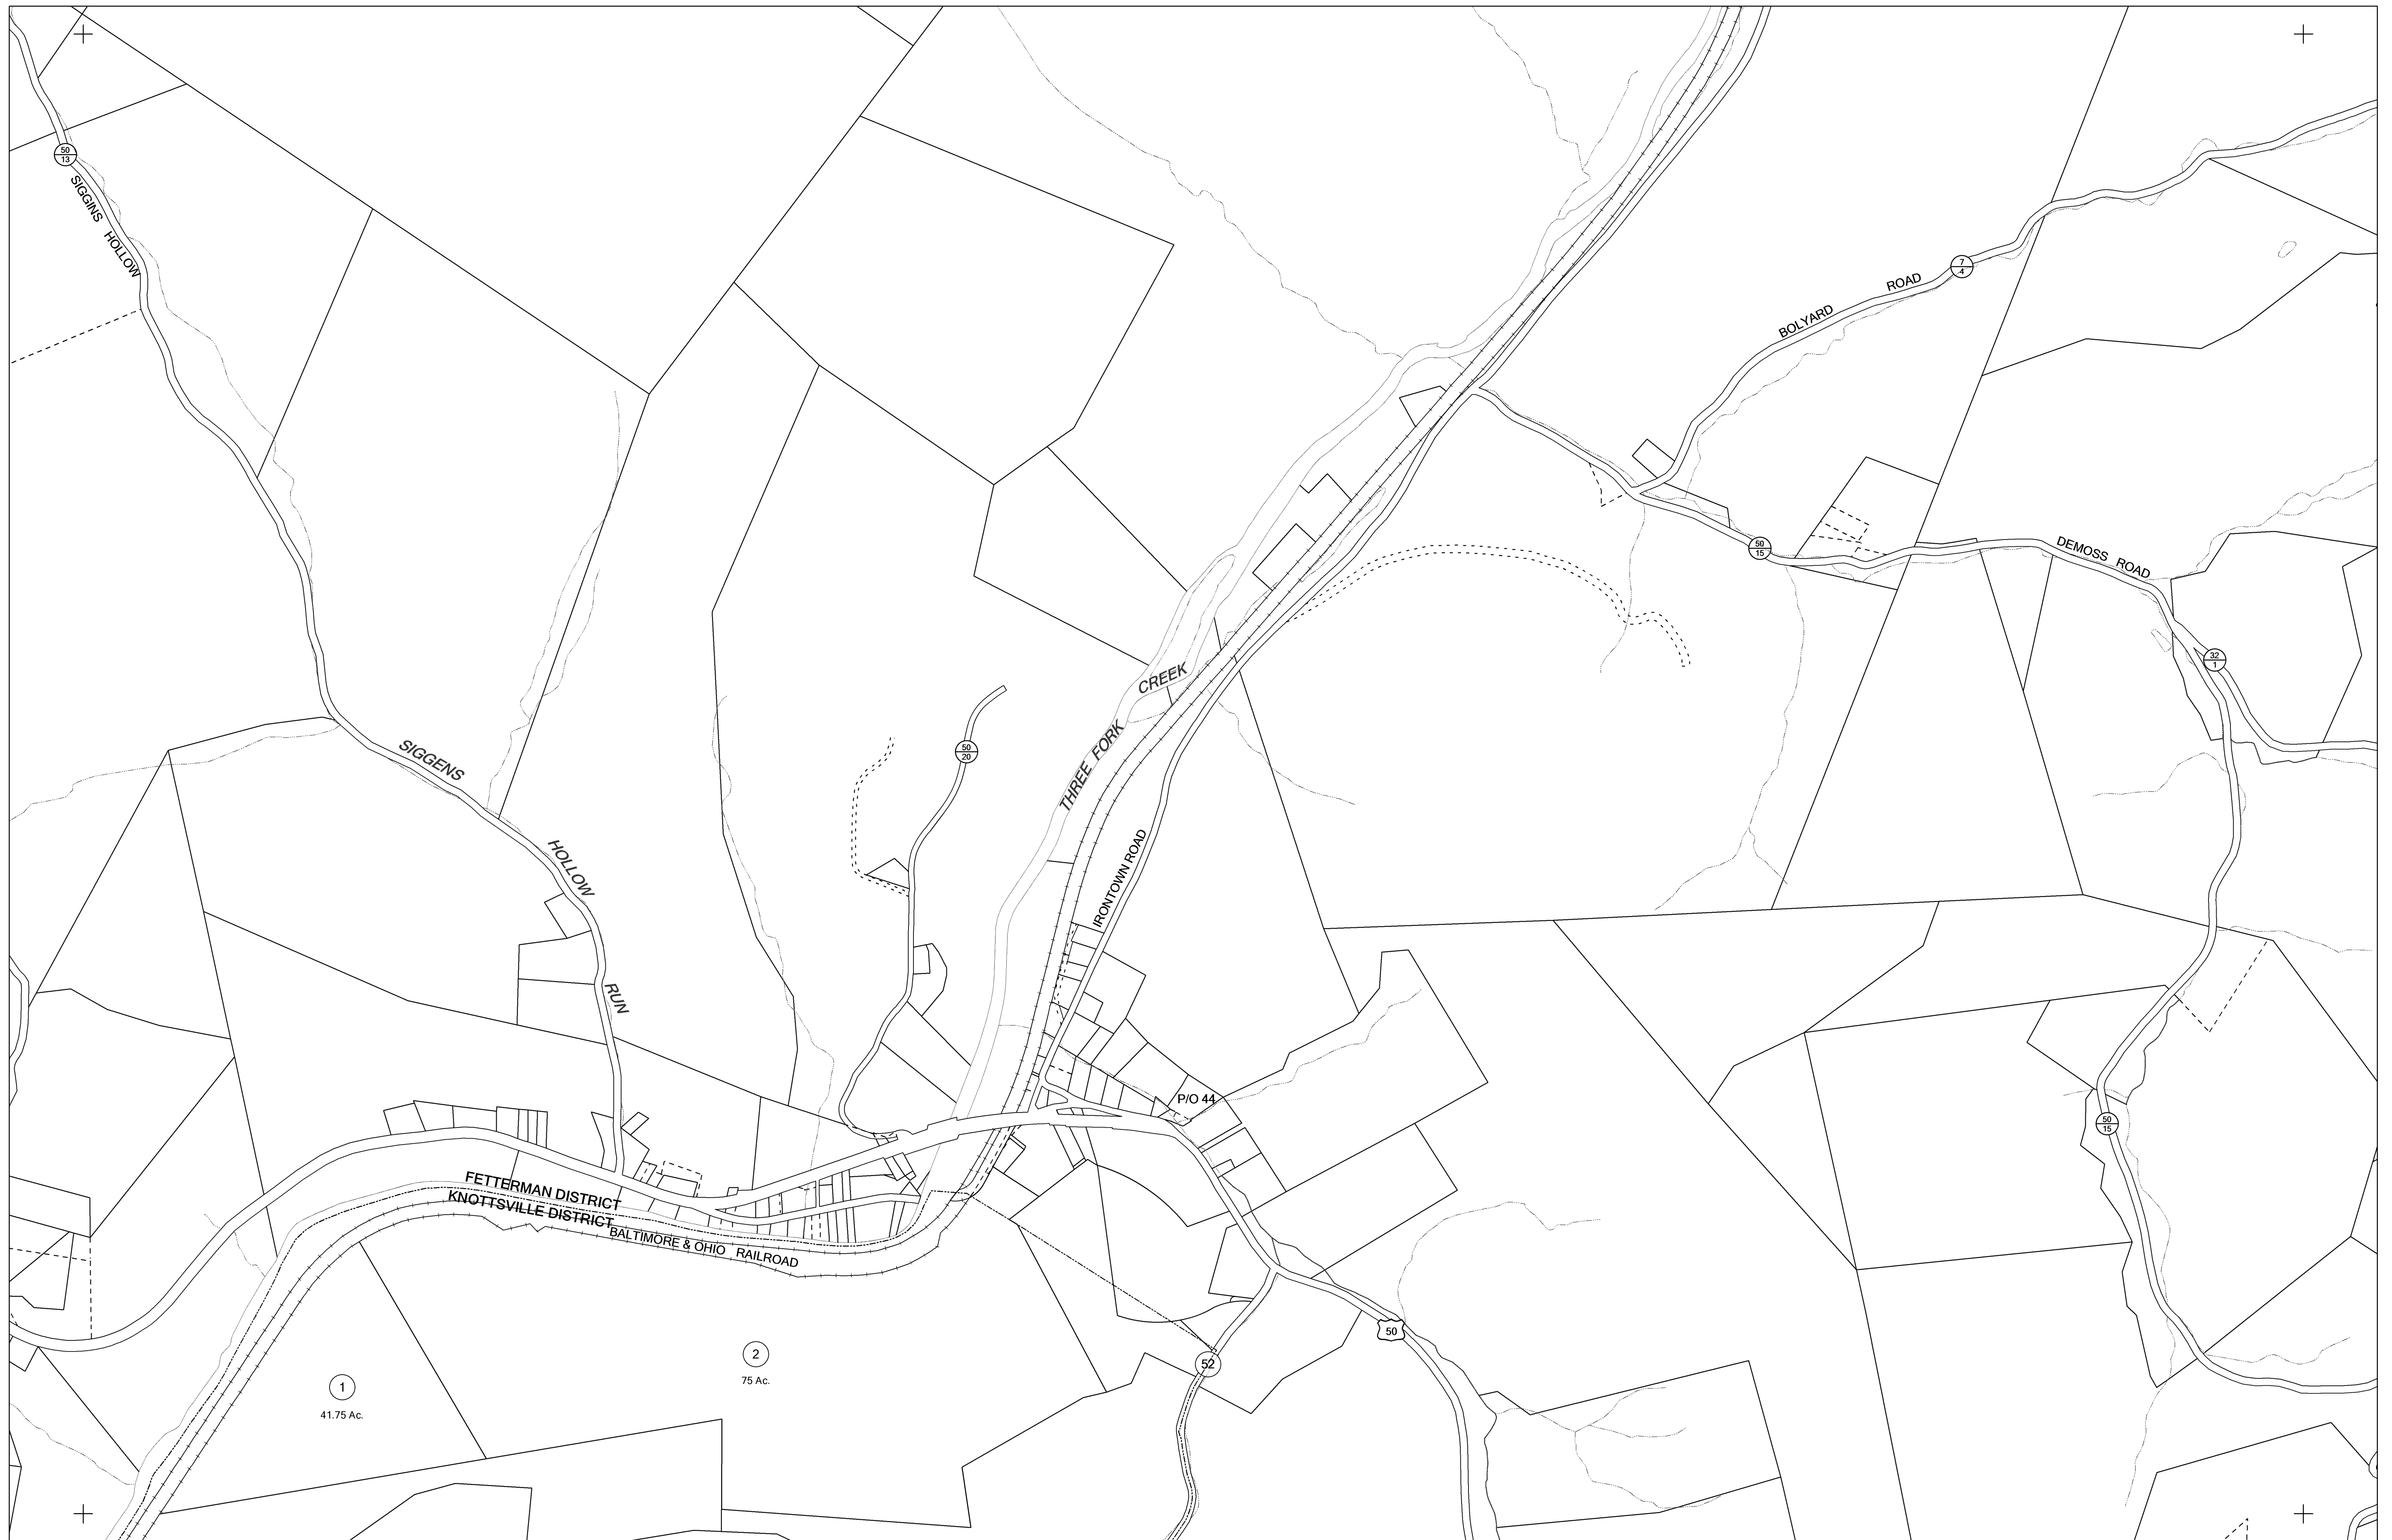 50
13
SIGGINS HOLLOW
7
4
BOLYARD ROAD
50
15
DEMOSS ROAD
32
1
CREEK
THREE FORK
50
20
SIGGENS
HOLLOW
RUN
IRONTOWN ROAD
P/O 44
50
15
FETTERMAN DISTRICT
KNOTTSVILLE DISTRICT
BALTIMORE & OHIO RAILROAD
50
52
2
75 Ac.
1
41.75 Ac.